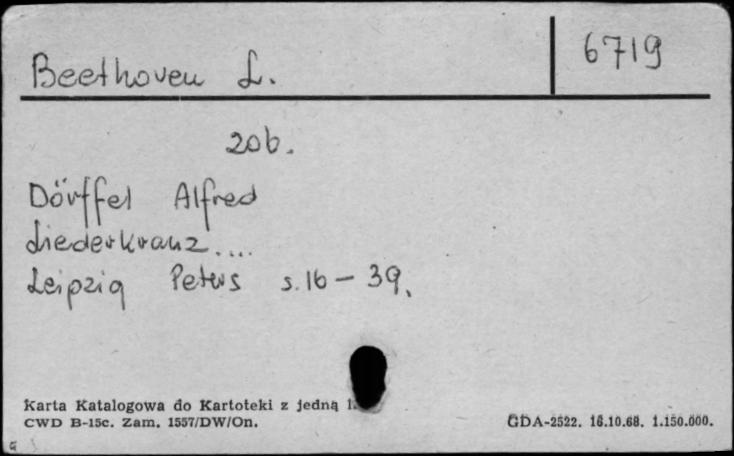 Beethoven L.
6719
zob.
Dörffel Alfred
Liederkranz....
Leipzig Peters s. 16 – 39.
Karta Katalogowa do Kartoteki z jedną
CWD B-15c. Zam. 1557/DW/On.
GDA-2522. 16.10.68. 1.150.000.